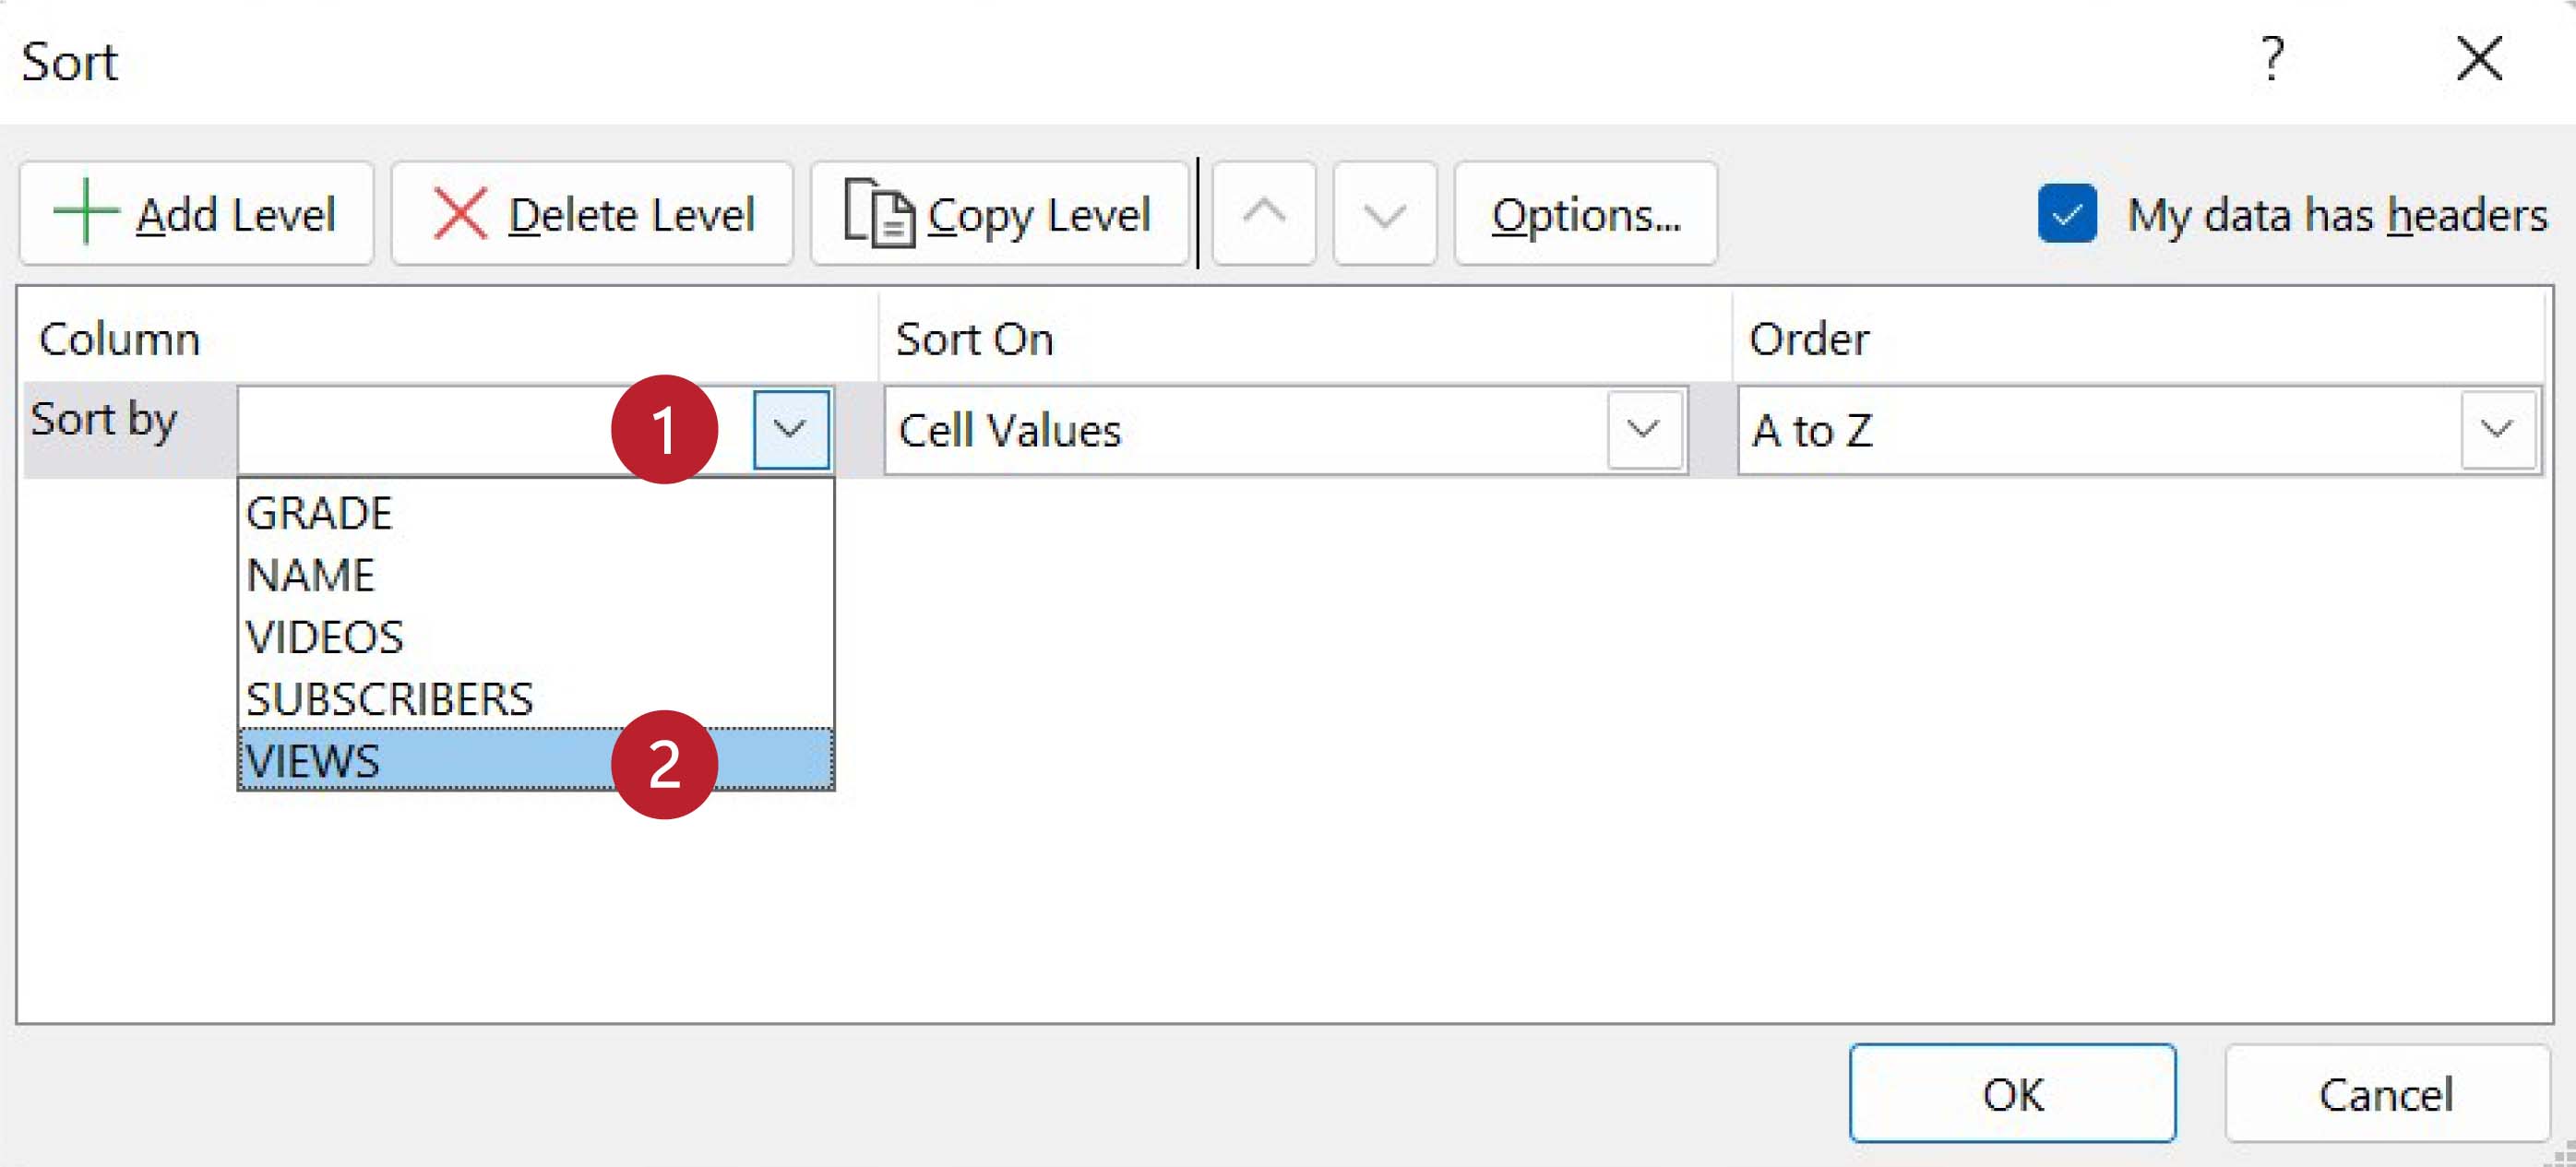 Sort ?
Add Level Delete Level Copy Level Options... My data has headers
Column Sort On Order
Sort by 1 Cell Values A to Z
GRADE
NAME
VIDEOS
SUBSCRIBERS
VIEWS 2
OK Cancel